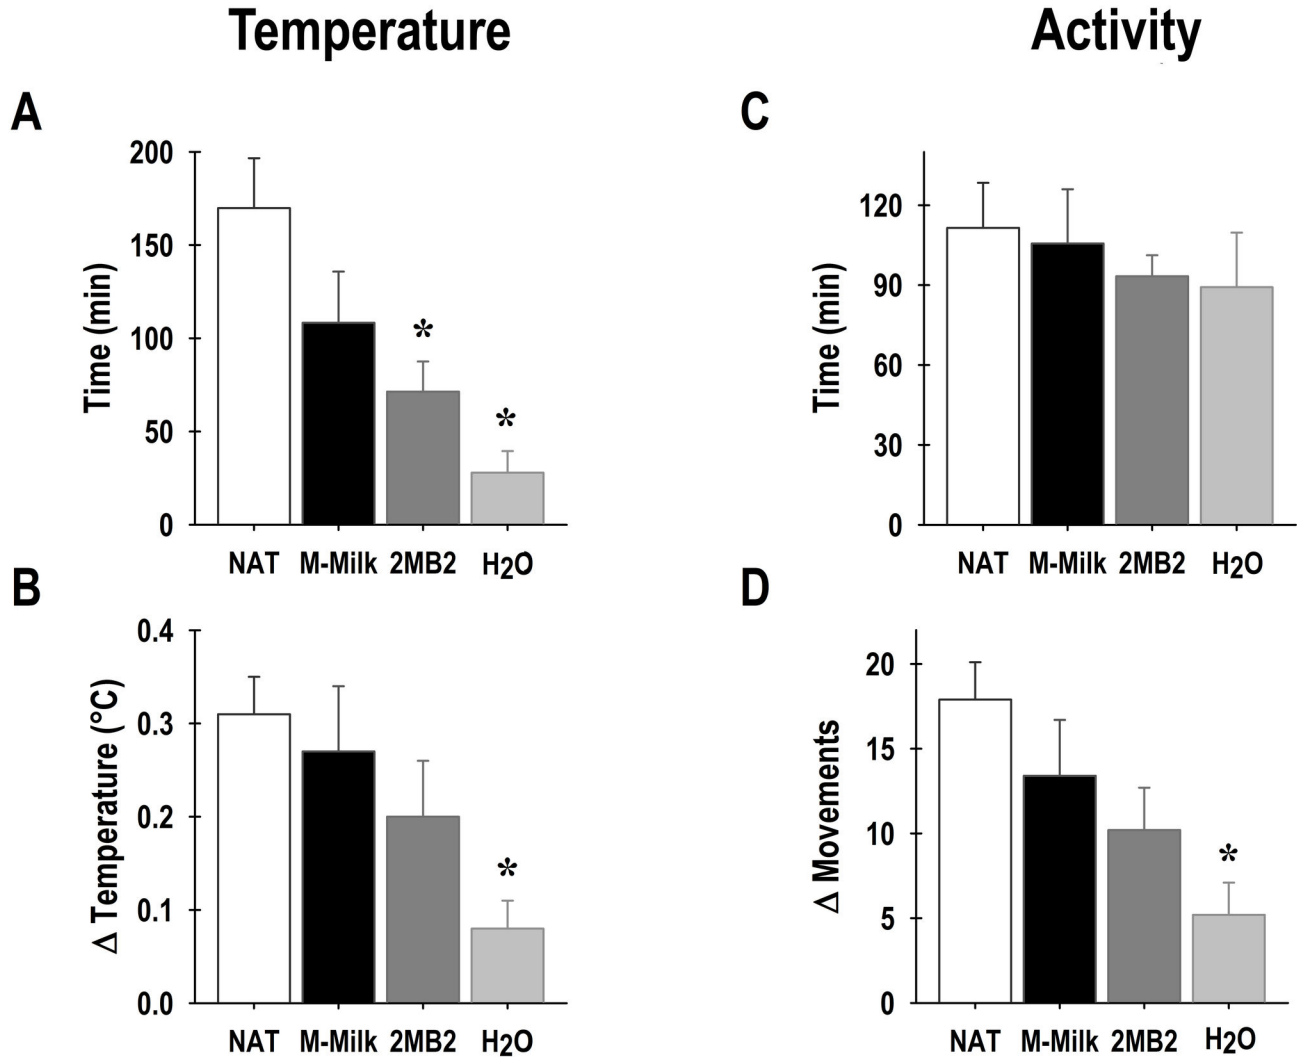 Temperature
Activity
A
200
150
100
50
0
Time (min)
*
*
NAT M-Milk 2MB2 H2O
C
120
90
60
30
0
Time (min)
NAT M-Milk 2MB2 H2O
B
0.4
0.3
0.2
0.1
0.0
Δ Temperature (°C)
*
NAT M-Milk 2MB2 H2O
D
20
15
10
5
0
Δ Movements
*
NAT M-Milk 2MB2 H2O